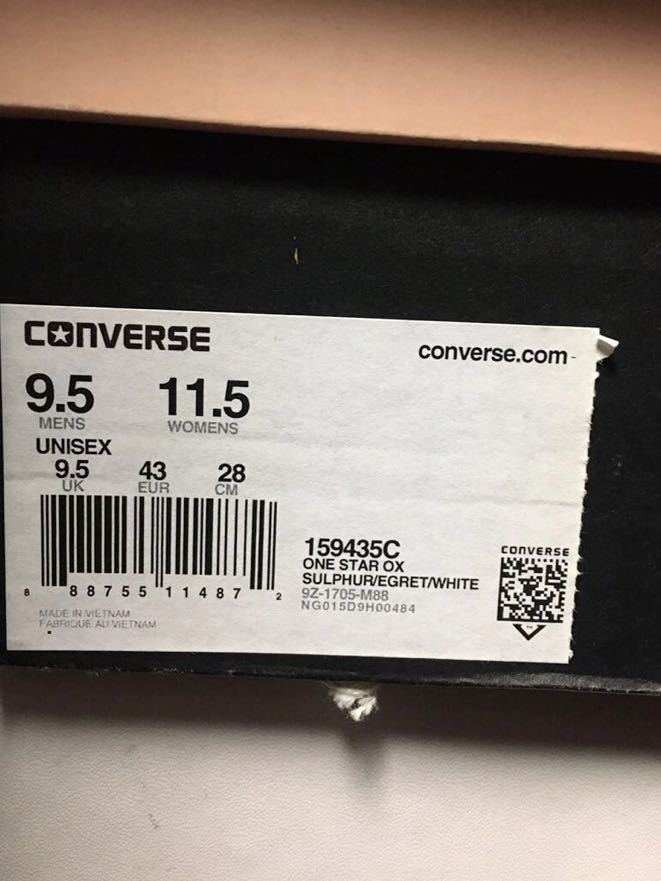 CONVERSE
converse.com
9.5 11.5
MENS WOMENS
UNISEX
9.5 43 28
UK EUR CM
8 88755 11487 2
MADE IN VIETNAM
FABRIQUE AU VIETNAM
159435C
ONE STAR OX
SULPHUR/EGRET/WHITE
9Z-1705-M88
NG015D9H00484
CONVERSE